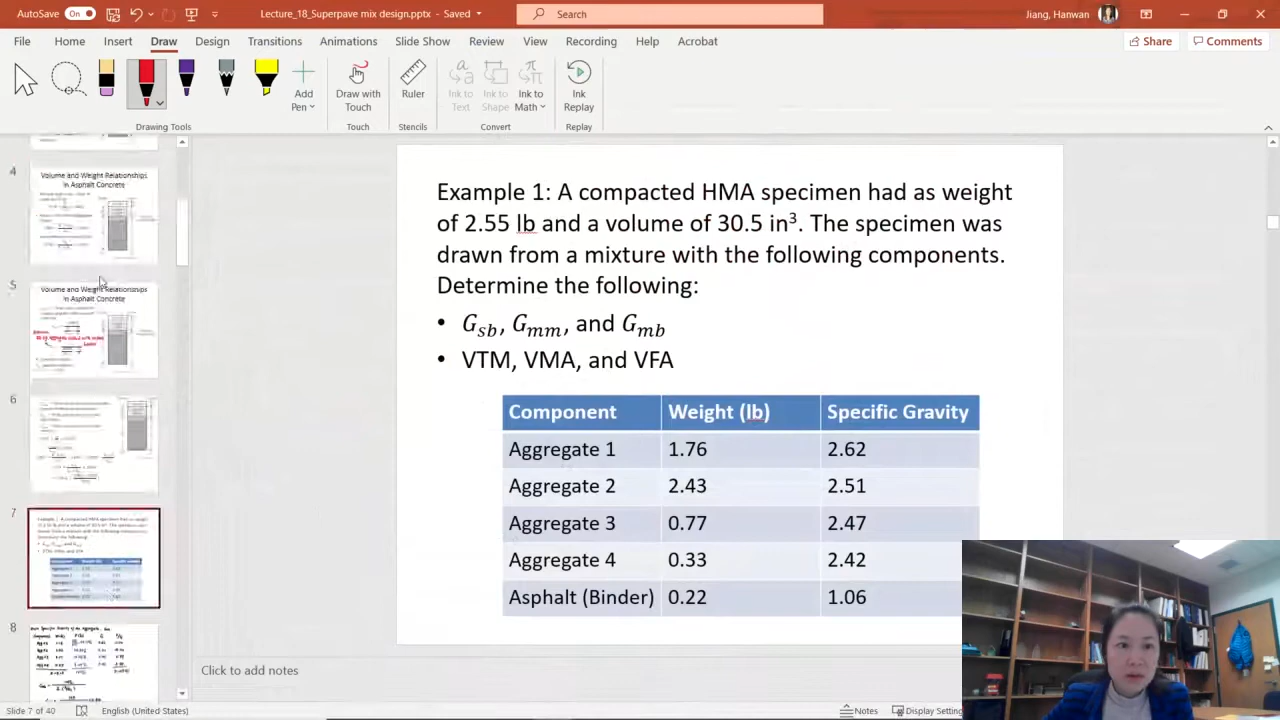 AutoSave On Lecture_18_Superpave mix design.pptx - Saved Search Jiang, Hanwan
File Home Insert Draw Design Transitions Animations Slide Show Review View Recording Help Acrobat Share Comments
Add Pen Draw with Touch Ruler Ink to Text Ink to Shape Ink to Math Ink Replay
Drawing Tools Touch Stencils Convert Replay
4
Volume and Weight Relationships
in Asphalt Concrete
5
Volume and Weight Relationships
in Asphalt Concrete
6
7
8
Example 1: A compacted HMA specimen had as weight
of 2.55 lb and a volume of 30.5 in³. The specimen was
drawn from a mixture with the following components.
Determine the following:
• G_sb, G_mm, and G_mb
• VTM, VMA, and VFA
Component Weight (lb) Specific Gravity
Aggregate 1 1.76 2.62
Aggregate 2 2.43 2.51
Aggregate 3 0.77 2.47
Aggregate 4 0.33 2.42
Asphalt (Binder) 0.22 1.06
Click to add notes
Slide 7 of 40 English (United States) Notes Display Setting